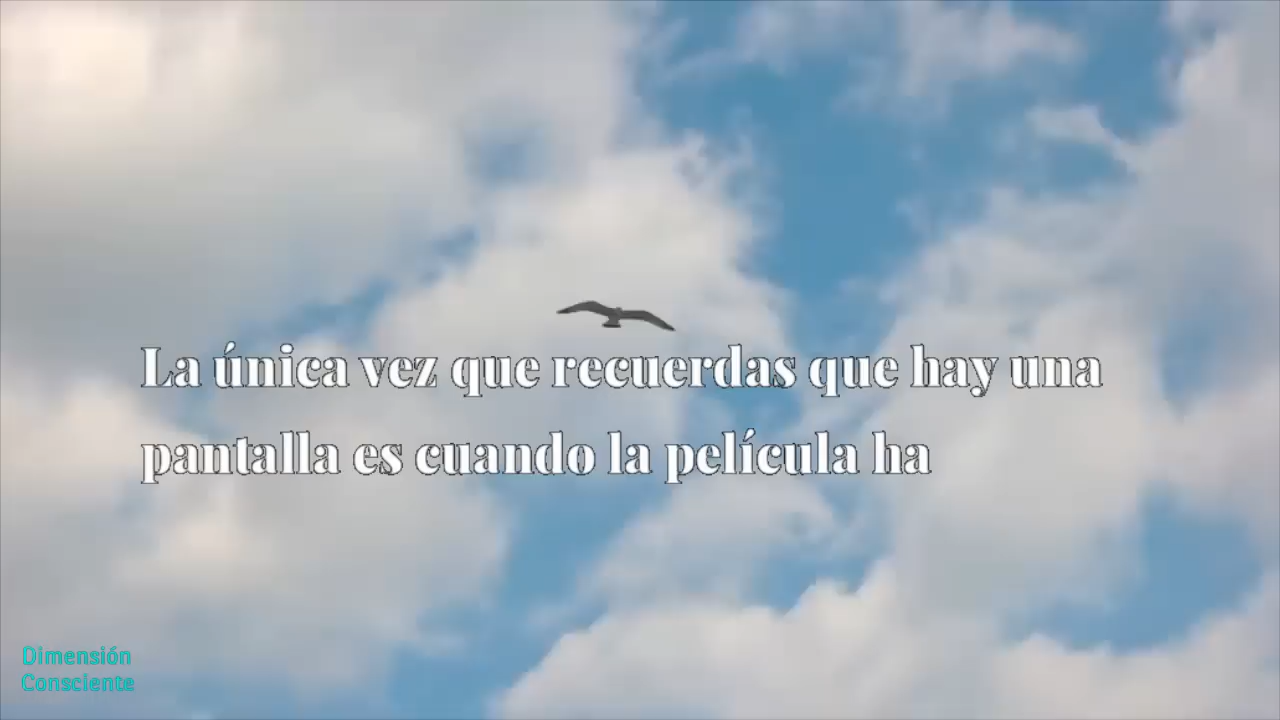 La única vez que recuerdas que hay una
pantalla es cuando la película ha
Dimensión
Consciente